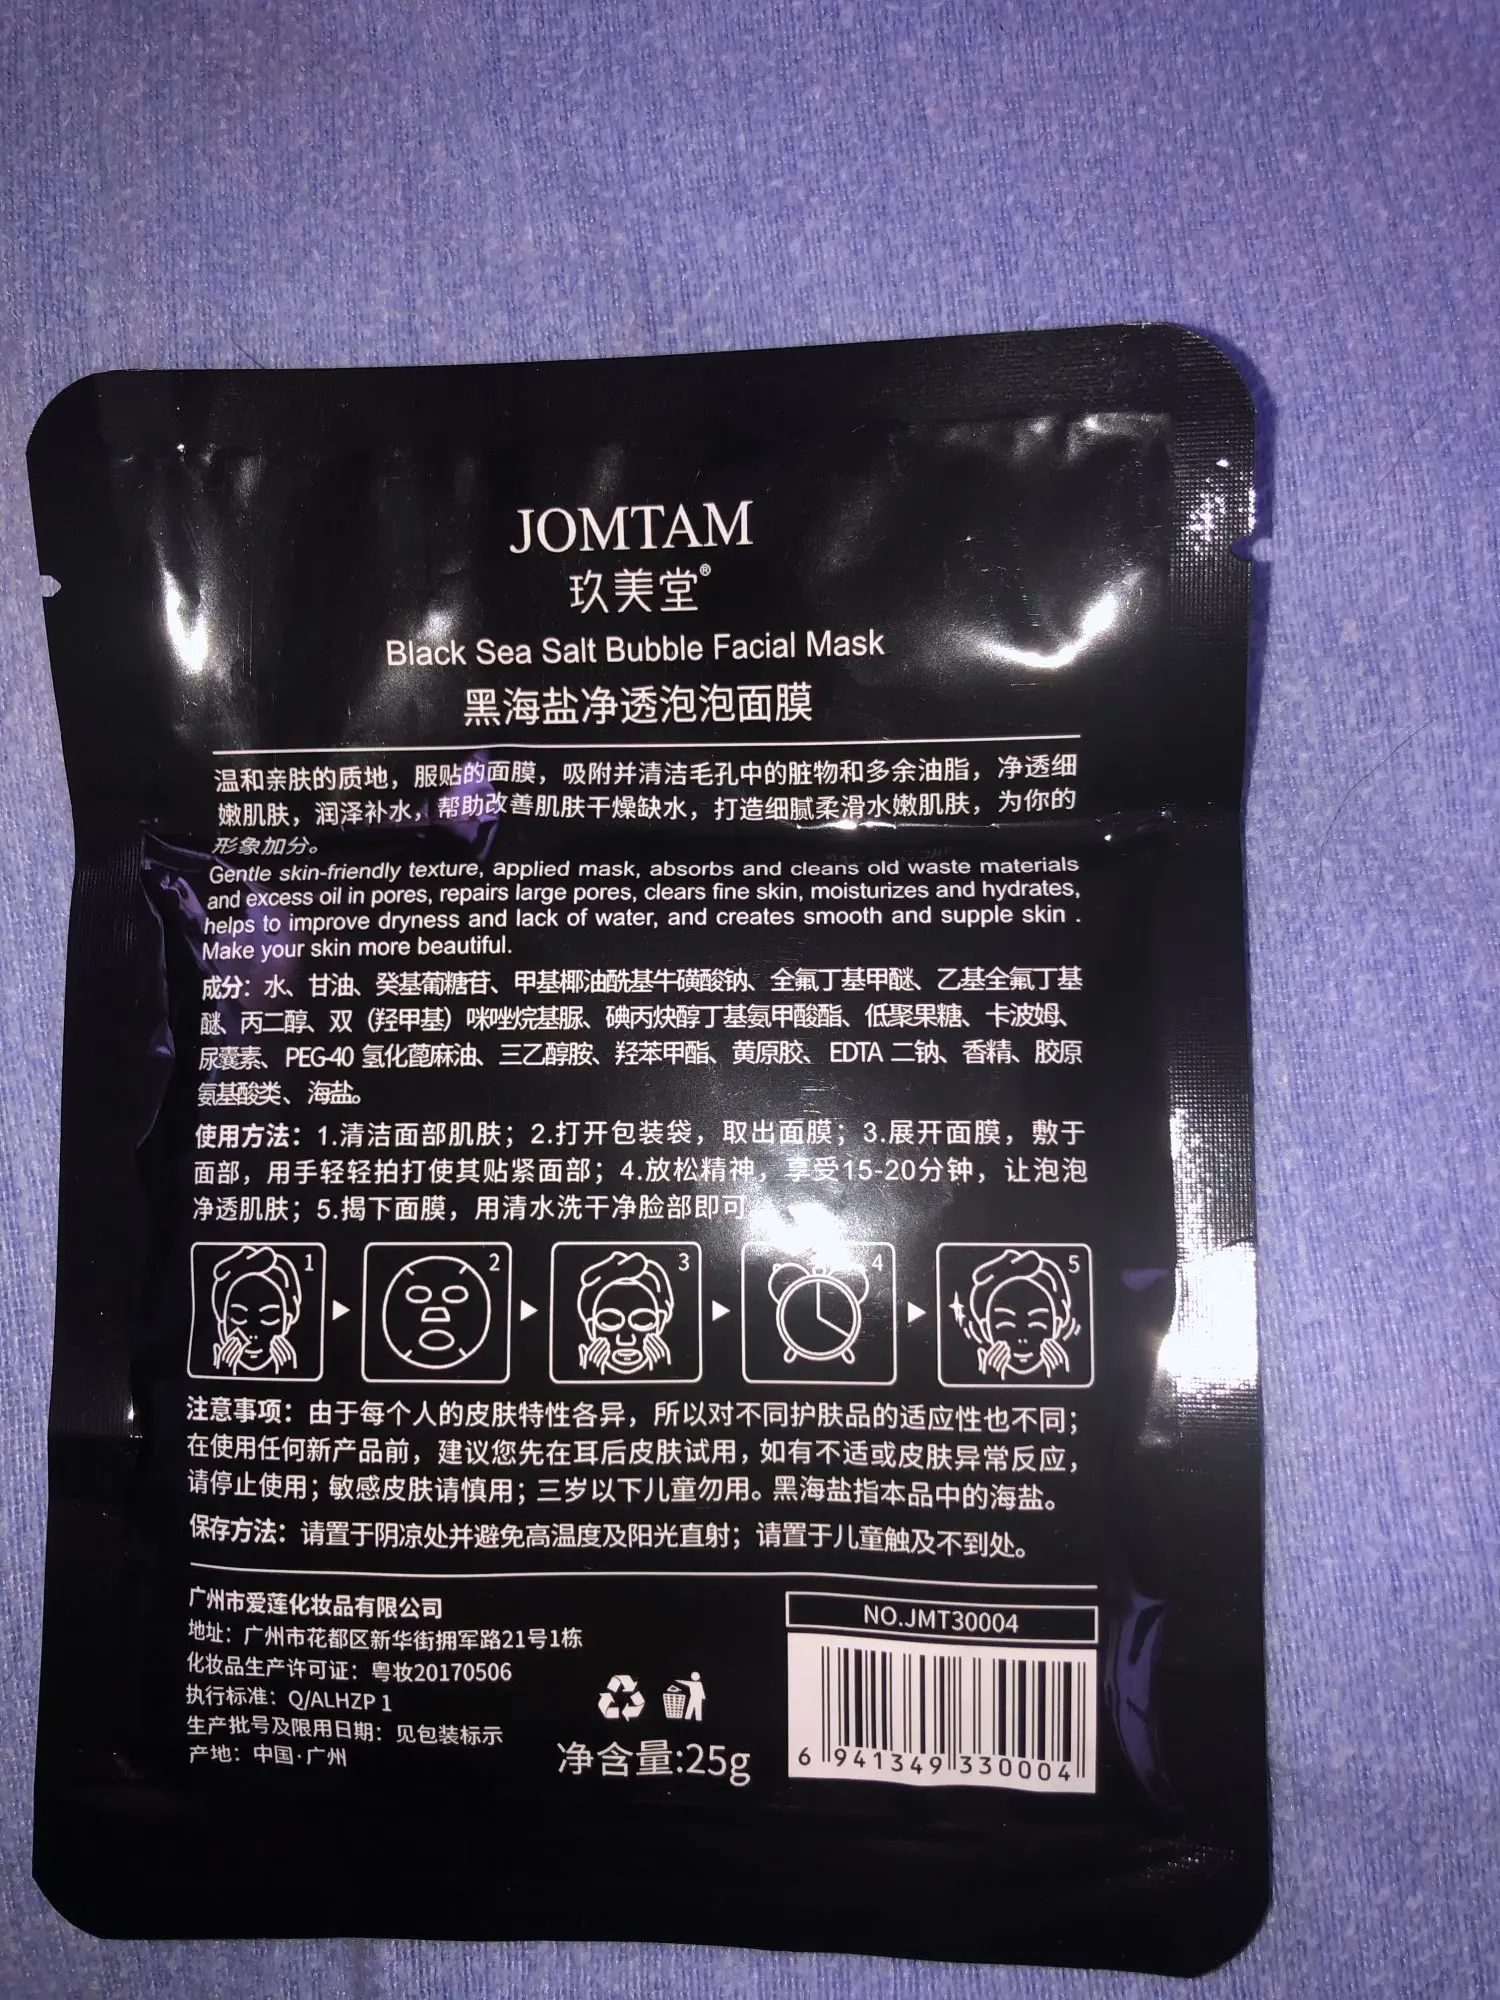 JOMTAM
玖美堂®
Black Sea Salt Bubble Facial Mask
黑海盐净透泡泡面膜
温和亲肤的质地，服贴的面膜，吸附并清洁毛孔中的脏物和多余油脂，净透细
嫩肌肤，润泽补水，帮助改善肌肤干燥缺水，打造细腻柔滑水嫩肌肤，为你的
形象加分。
Gentle skin-friendly texture, applied mask, absorbs and cleans old waste materials
and excess oil in pores, repairs large pores, clears fine skin, moisturizes and hydrates,
helps to improve dryness and lack of water, and creates smooth and supple skin .
Make your skin more beautiful.
成分：水、甘油、癸基葡糖苷、甲基椰油酰基牛磺酸钠、全氟丁基甲醚、乙基全氟丁基
醚、丙二醇、双（羟甲基）咪唑烷基脲、碘丙炔醇丁基氨甲酸酯、低聚果糖、卡波姆、
尿囊素、PEG-40 氢化蓖麻油、三乙醇胺、羟苯甲酯、黄原胶、EDTA 二钠、香精、胶原
氨基酸类、海盐。
使用方法：1.清洁面部肌肤；2.打开包装袋，取出面膜；3.展开面膜，敷于
面部，用手轻轻拍打使其贴紧面部；4.放松精神，享受15-20分钟，让泡泡
净透肌肤；5.揭下面膜，用清水洗干净脸部即可
1 2 3 4 5
注意事项：由于每个人的皮肤特性各异，所以对不同护肤品的适应性也不同；
在使用任何新产品前，建议您先在耳后皮肤试用，如有不适或皮肤异常反应，
请停止使用；敏感皮肤请慎用；三岁以下儿童勿用。黑海盐指本品中的海盐。
保存方法：请置于阴凉处并避免高温度及阳光直射；请置于儿童触及不到处。
广州市爱莲化妆品有限公司
地址：广州市花都区新华街拥军路21号1栋
化妆品生产许可证：粤妆20170506
执行标准：Q/ALHZP 1
生产批号及限用日期：见包装标示
产地：中国·广州
净含量:25g
NO.JMT30004
6 941349 330004